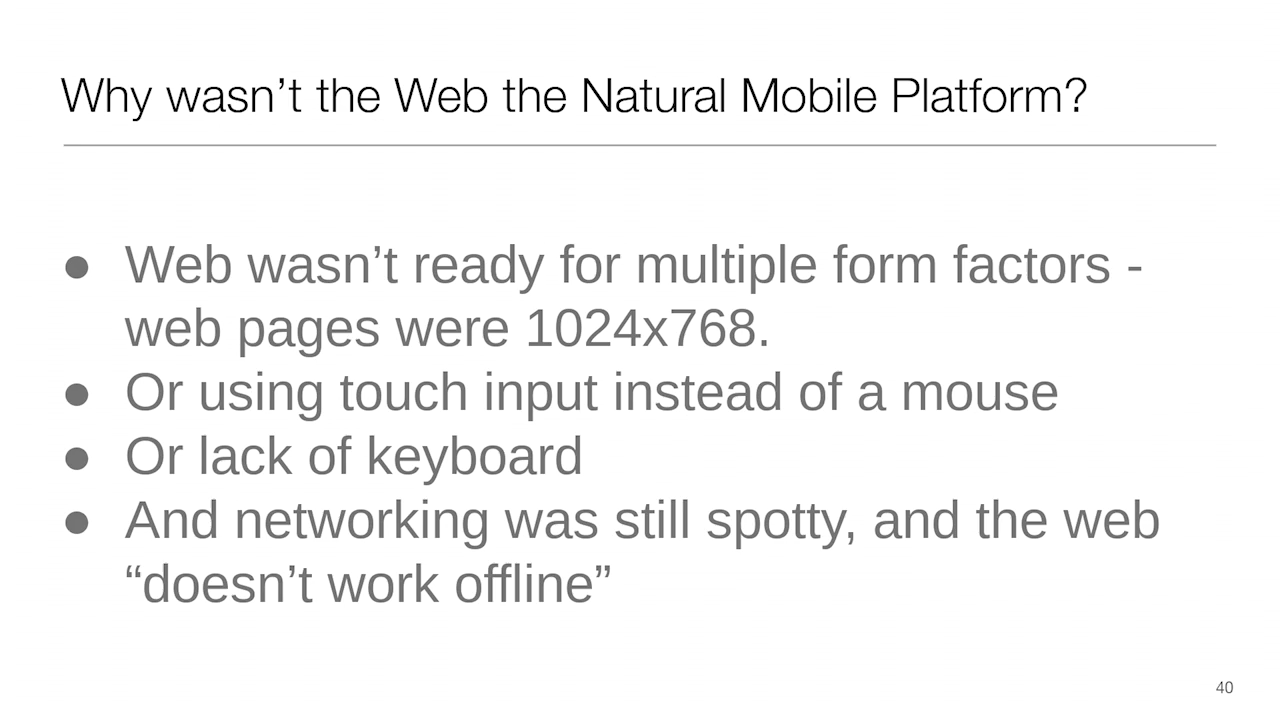 Why wasn’t the Web the Natural Mobile Platform?
● Web wasn’t ready for multiple form factors -
web pages were 1024x768.
● Or using touch input instead of a mouse
● Or lack of keyboard
● And networking was still spotty, and the web
“doesn’t work offline”
40